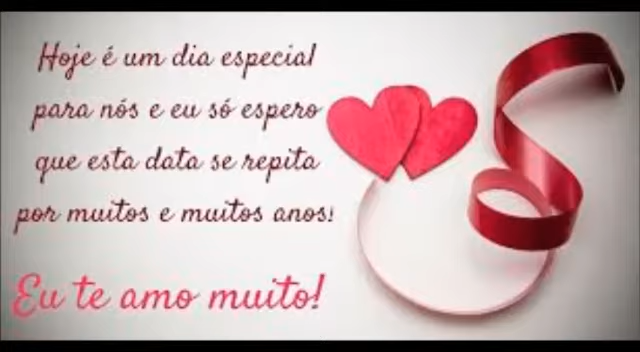 Hoje é um dia especial
para nós e eu só espero
que esta data se repita
por muitos e muitos anos!
Eu te amo muito!